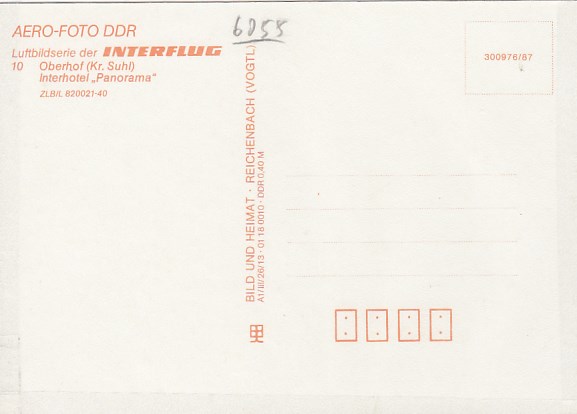 AERO-FOTO DDR
Luftbildserie der INTERFLUG
10 Oberhof (Kr. Suhl)
Interhotel „Panorama“
ZLB/L 820021-40
6055
300976/87
BILD UND HEIMAT · REICHENBACH (VOGTL)
A1/III/26/13 · 01 18 0010 · DDR 0,40 M